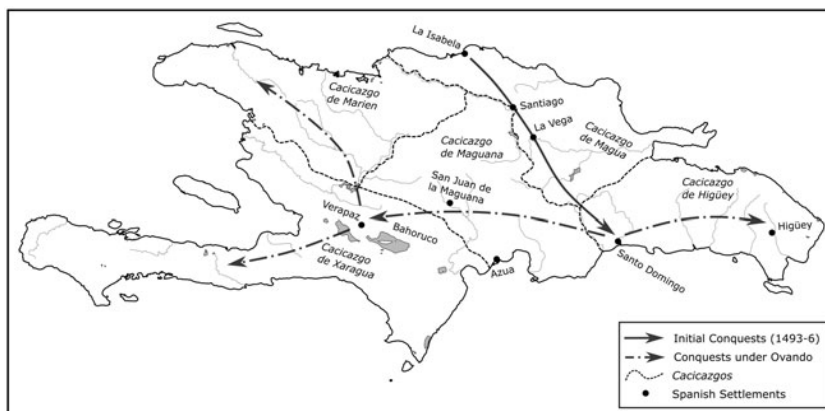 La Isabela
Cacicazgo
de Marien
Santiago
La Vega
Cacicazgo
de Magua
Cacicazgo
de Maguana
San Juan de
la Maguana
Cacicazgo
de Higüey
Verapaz
Bahoruco
Higüey
Cacicazgo
de Xaragua
Azua
Santo Domingo
Initial Conquests (1493-6)
Conquests under Ovando
Cacicazgos
Spanish Settlements